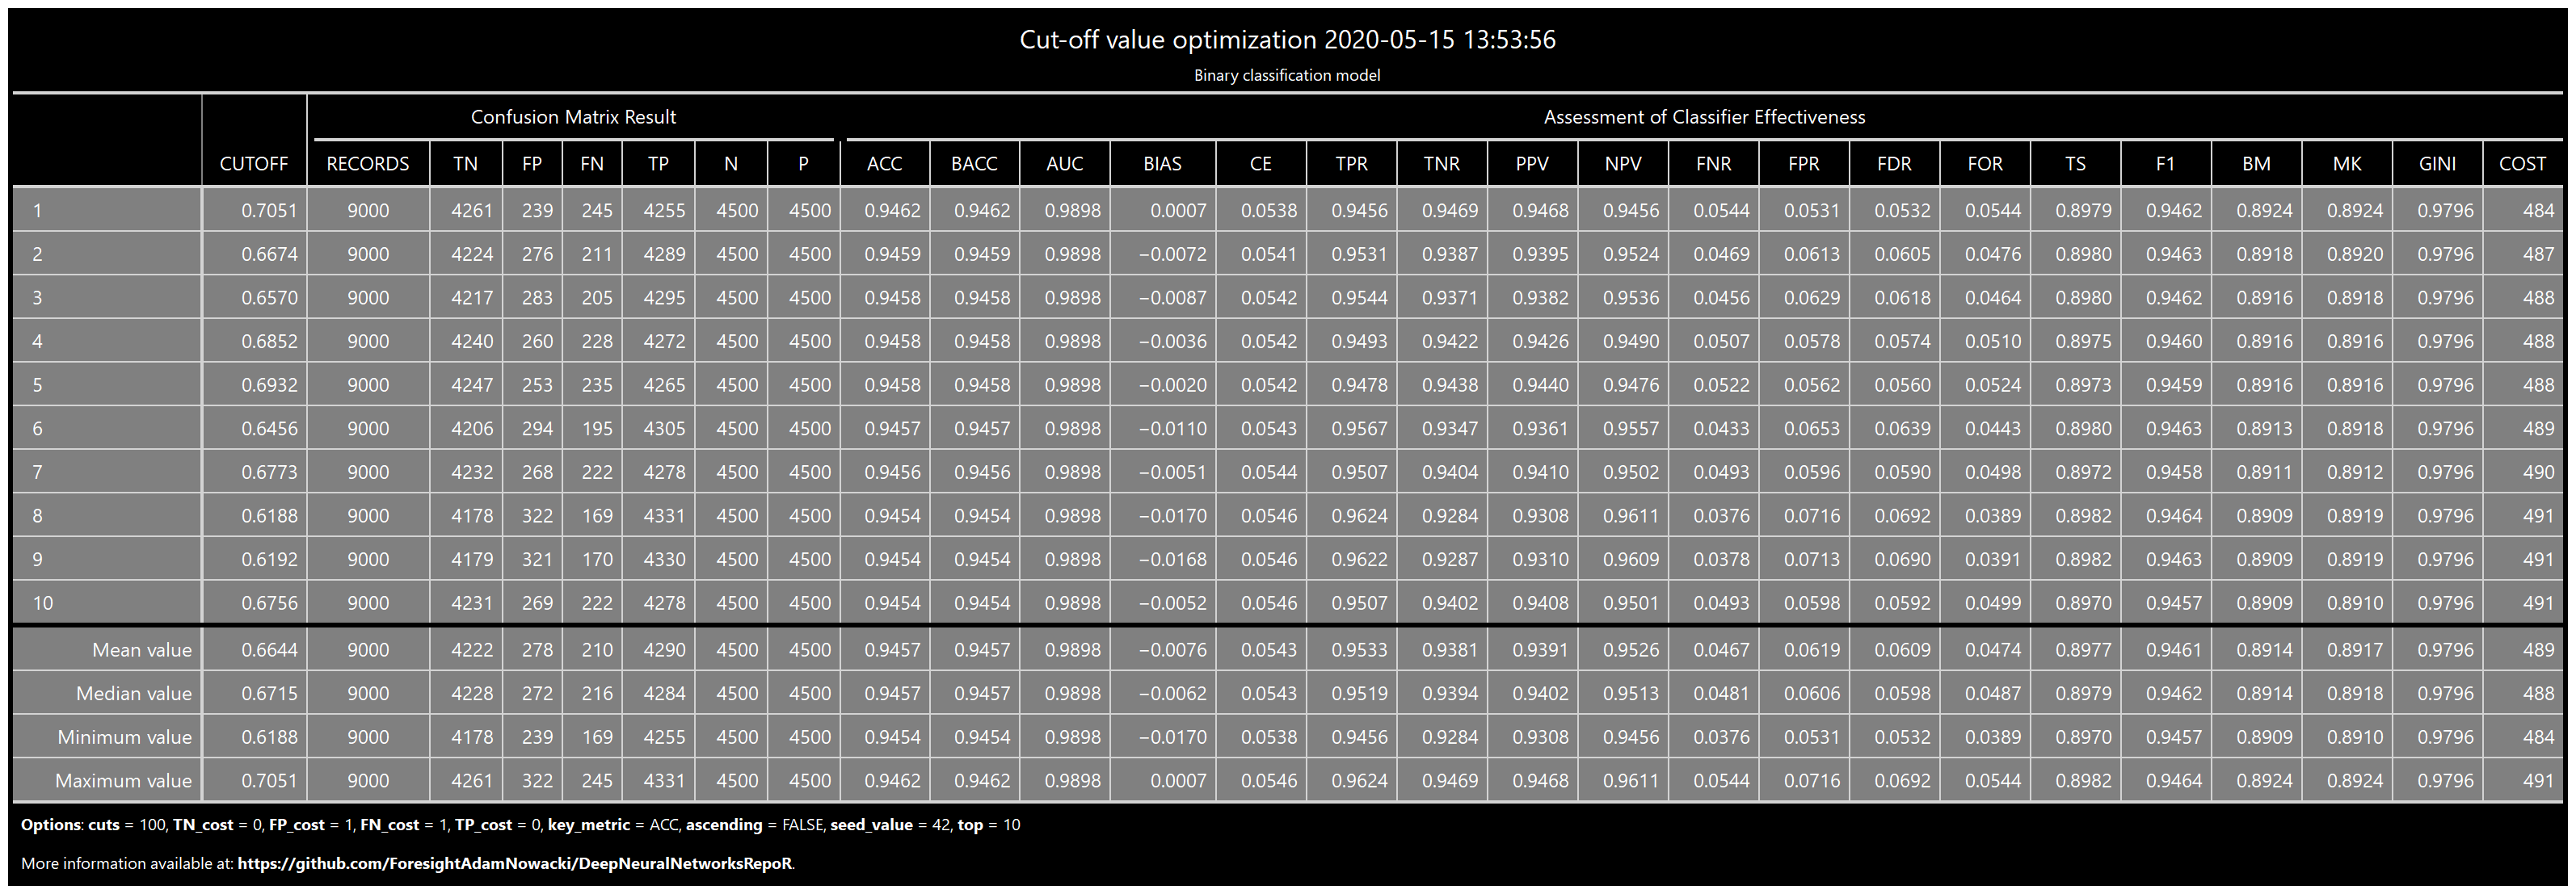 Cut-off value optimization 2020-05-15 13:53:56
Binary classification model
Confusion Matrix Result Assessment of Classifier Effectiveness
CUTOFF RECORDS TN FP FN TP N P ACC BACC AUC BIAS CE TPR TNR PPV NPV FNR FPR FDR FOR TS F1 BM MK GINI COST
1 0.7051 9000 4261 239 245 4255 4500 4500 0.9462 0.9462 0.9898 0.0007 0.0538 0.9456 0.9469 0.9468 0.9456 0.0544 0.0531 0.0532 0.0544 0.8979 0.9462 0.8924 0.8924 0.9796 484
2 0.6674 9000 4224 276 211 4289 4500 4500 0.9459 0.9459 0.9898 −0.0072 0.0541 0.9531 0.9387 0.9395 0.9524 0.0469 0.0613 0.0605 0.0476 0.8980 0.9463 0.8918 0.8920 0.9796 487
3 0.6570 9000 4217 283 205 4295 4500 4500 0.9458 0.9458 0.9898 −0.0087 0.0542 0.9544 0.9371 0.9382 0.9536 0.0456 0.0629 0.0618 0.0464 0.8980 0.9462 0.8916 0.8918 0.9796 488
4 0.6852 9000 4240 260 228 4272 4500 4500 0.9458 0.9458 0.9898 −0.0036 0.0542 0.9493 0.9422 0.9426 0.9490 0.0507 0.0578 0.0574 0.0510 0.8975 0.9460 0.8916 0.8916 0.9796 488
5 0.6932 9000 4247 253 235 4265 4500 4500 0.9458 0.9458 0.9898 −0.0020 0.0542 0.9478 0.9438 0.9440 0.9476 0.0522 0.0562 0.0560 0.0524 0.8973 0.9459 0.8916 0.8916 0.9796 488
6 0.6456 9000 4206 294 195 4305 4500 4500 0.9457 0.9457 0.9898 −0.0110 0.0543 0.9567 0.9347 0.9361 0.9557 0.0433 0.0653 0.0639 0.0443 0.8980 0.9463 0.8913 0.8918 0.9796 489
7 0.6773 9000 4232 268 222 4278 4500 4500 0.9456 0.9456 0.9898 −0.0051 0.0544 0.9507 0.9404 0.9410 0.9502 0.0493 0.0596 0.0590 0.0498 0.8972 0.9458 0.8911 0.8912 0.9796 490
8 0.6188 9000 4178 322 169 4331 4500 4500 0.9454 0.9454 0.9898 −0.0170 0.0546 0.9624 0.9284 0.9308 0.9611 0.0376 0.0716 0.0692 0.0389 0.8982 0.9464 0.8909 0.8919 0.9796 491
9 0.6192 9000 4179 321 170 4330 4500 4500 0.9454 0.9454 0.9898 −0.0168 0.0546 0.9622 0.9287 0.9310 0.9609 0.0378 0.0713 0.0690 0.0391 0.8982 0.9463 0.8909 0.8919 0.9796 491
10 0.6756 9000 4231 269 222 4278 4500 4500 0.9454 0.9454 0.9898 −0.0052 0.0546 0.9507 0.9402 0.9408 0.9501 0.0493 0.0598 0.0592 0.0499 0.8970 0.9457 0.8909 0.8910 0.9796 491
Mean value 0.6644 9000 4222 278 210 4290 4500 4500 0.9457 0.9457 0.9898 −0.0076 0.0543 0.9533 0.9381 0.9391 0.9526 0.0467 0.0619 0.0609 0.0474 0.8977 0.9461 0.8914 0.8917 0.9796 489
Median value 0.6715 9000 4228 272 216 4284 4500 4500 0.9457 0.9457 0.9898 −0.0062 0.0543 0.9519 0.9394 0.9402 0.9513 0.0481 0.0606 0.0598 0.0487 0.8979 0.9462 0.8914 0.8918 0.9796 488
Minimum value 0.6188 9000 4178 239 169 4255 4500 4500 0.9454 0.9454 0.9898 −0.0170 0.0538 0.9456 0.9284 0.9308 0.9456 0.0376 0.0531 0.0532 0.0389 0.8970 0.9457 0.8909 0.8910 0.9796 484
Maximum value 0.7051 9000 4261 322 245 4331 4500 4500 0.9462 0.9462 0.9898 0.0007 0.0546 0.9624 0.9469 0.9468 0.9611 0.0544 0.0716 0.0692 0.0544 0.8982 0.9464 0.8924 0.8924 0.9796 491
Options: cuts = 100, TN_cost = 0, FP_cost = 1, FN_cost = 1, TP_cost = 0, key_metric = ACC, ascending = FALSE, seed_value = 42, top = 10
More information available at: https://github.com/ForesightAdamNowacki/DeepNeuralNetworksRepoR.